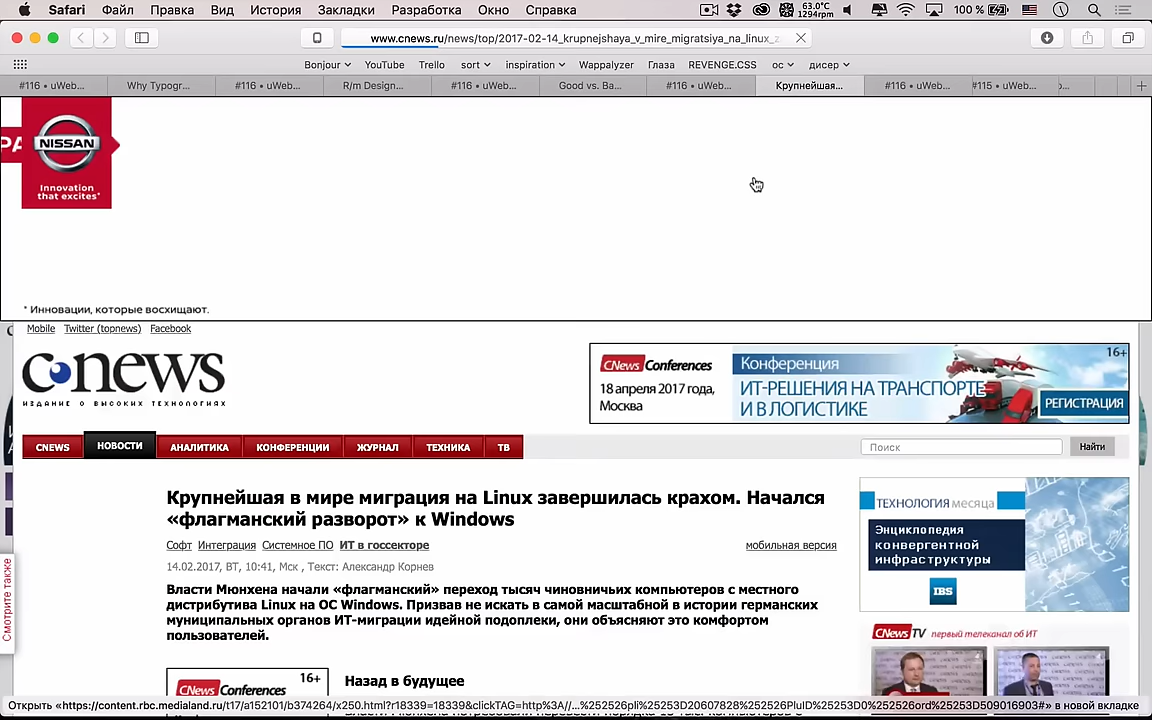 Safari Файл Правка Вид История Закладки Разработка Окно Справка 63.0°C 1294rpm 100 %
www.cnews.ru/news/top/2017-02-14_krupnejshaya_v_mire_migratsiya_na_linux_z
Bonjour YouTube Trello sort inspiration Wappalyzer Глаза REVENGE.CSS ос дисер
#116 • uWeb... Why Typogr... #116 • uWeb... R/m Design... #116 • uWeb... Good vs. Ba... #116 • uWeb... Крупнейшая... #116 • uWeb... #115 • uWeb...
NISSAN
Innovation
that excites*
* Инновации, которые восхищают.
Mobile Twitter (topnews) Facebook
cnews
ИЗДАНИЕ О ВЫСОКИХ ТЕХНОЛОГИЯХ
CNews Conferences
18 апреля 2017 года,
Москва
Конференция
ИТ-РЕШЕНИЯ НА ТРАНСПОРТЕ
И В ЛОГИСТИКЕ
16+
РЕГИСТРАЦИЯ
CNEWS НОВОСТИ АНАЛИТИКА КОНФЕРЕНЦИИ ЖУРНАЛ ТЕХНИКА ТВ
Поиск Найти
Крупнейшая в мире миграция на Linux завершилась крахом. Начался
«флагманский разворот» к Windows
Софт Интеграция Системное ПО ИТ в госсекторе мобильная версия
14.02.2017, ВТ, 10:41, Мск , Текст: Александр Корнев
Власти Мюнхена начали «флагманский» переход тысяч чиновничьих компьютеров с местного
дистрибутива Linux на ОС Windows. Призвав не искать в самой масштабной в истории германских
муниципальных органов ИТ-миграции идейной подоплеки, они объясняют это комфортом
пользователей.
ТЕХНОЛОГИЯ месяца
Энциклопедия
конвергентной
инфраструктуры
IBS
CNews TV первый телеканал об ИТ
Смотрите также
CNews Conferences 16+
Назад в будущее
Открыть «https://content.rbc.medialand.ru/t17/a152101/b374264/x250.html?r18339=18339&clickTAG=http%3A//...%252526pli%25253D20607828%252526PluID%25253D0%252526ord%25253D509016903#» в новой вкладке